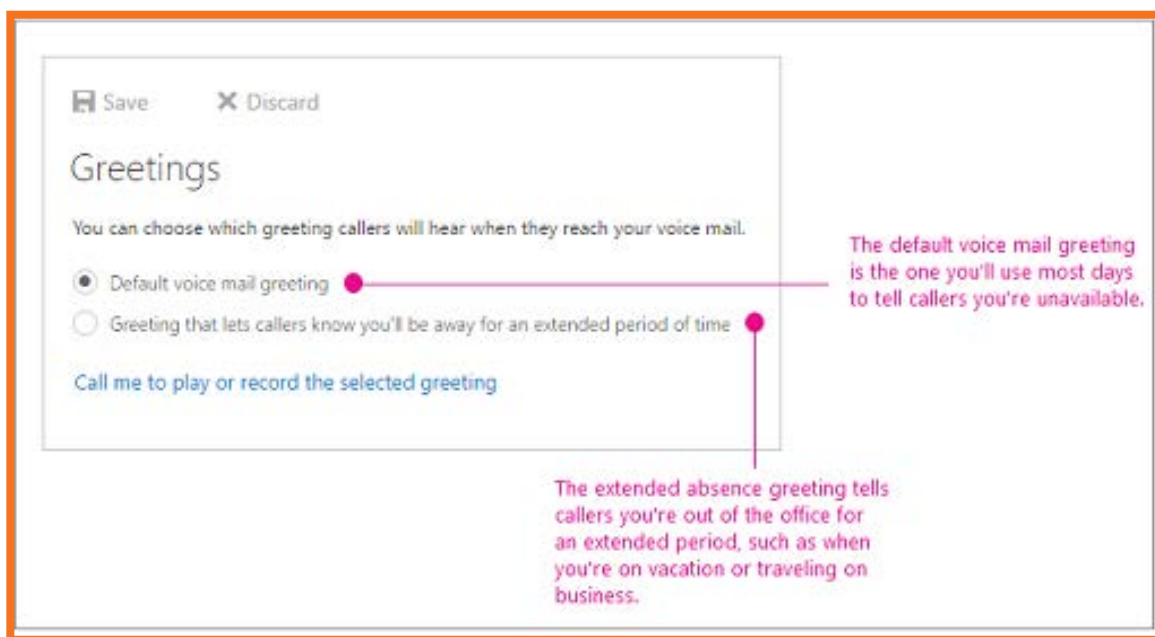 Save Discard
Greetings
You can choose which greeting callers will hear when they reach your voice mail.
Default voice mail greeting
Greeting that lets callers know you'll be away for an extended period of time
Call me to play or record the selected greeting
The default voice mail greeting
is the one you'll use most days
to tell callers you're unavailable.
The extended absence greeting tells
callers you're out of the office for
an extended period, such as when
you're on vacation or traveling on
business.